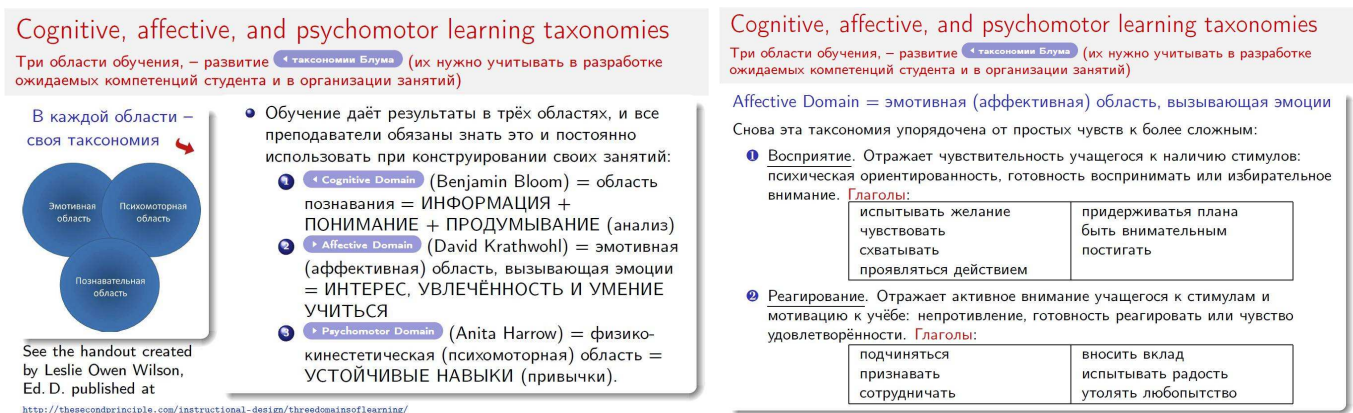 Cognitive, affective, and psychomotor learning taxonomies
Три области обучения, – развитие таксономии Блума (их нужно учитывать в разработке
ожидаемых компетенций студента и в организации занятий)
В каждой области –
своя таксономия
Эмотивная
область
Психомоторная
область
Познавательная
область
See the handout created
by Leslie Owen Wilson,
Ed. D. published at
http://thesecondprinciple.com/instructional-design/threedomainsoflearning/
Обучение даёт результаты в трёх областях, и все
преподаватели обязаны знать это и постоянно
использовать при конструировании своих занятий:
1 Cognitive Domain (Benjamin Bloom) = область
познавания = ИНФОРМАЦИЯ +
ПОНИМАНИЕ + ПРОДУМЫВАНИЕ (анализ)
2 Affective Domain (David Krathwohl) = эмотивная
(аффективная) область, вызывающая эмоции
= ИНТЕРЕС, УВЛЕЧЁННОСТЬ И УМЕНИЕ
УЧИТЬСЯ
3 Psychomotor Domain (Anita Harrow) = физико-
кинестетическая (психомоторная) область =
УСТОЙЧИВЫЕ НАВЫКИ (привычки).
Cognitive, affective, and psychomotor learning taxonomies
Три области обучения, – развитие таксономии Блума (их нужно учитывать в разработке
ожидаемых компетенций студента и в организации занятий)
Affective Domain = эмотивная (аффективная) область, вызывающая эмоции
Снова эта таксономия упорядочена от простых чувств к более сложным:
1 Восприятие. Отражает чувствительность учащегося к наличию стимулов:
психическая ориентированность, готовность воспринимать или избирательное
внимание. Глаголы:
испытывать желание придерживатья плана
чувствовать быть внимательным
схватывать постигать
проявляться действием
2 Реагирование. Отражает активное внимание учащегося к стимулам и
мотивацию к учёбе: непротивление, готовность реагировать или чувство
удовлетворённости. Глаголы:
подчиняться вносить вклад
признавать испытывать радость
сотрудничать утолять любопытство